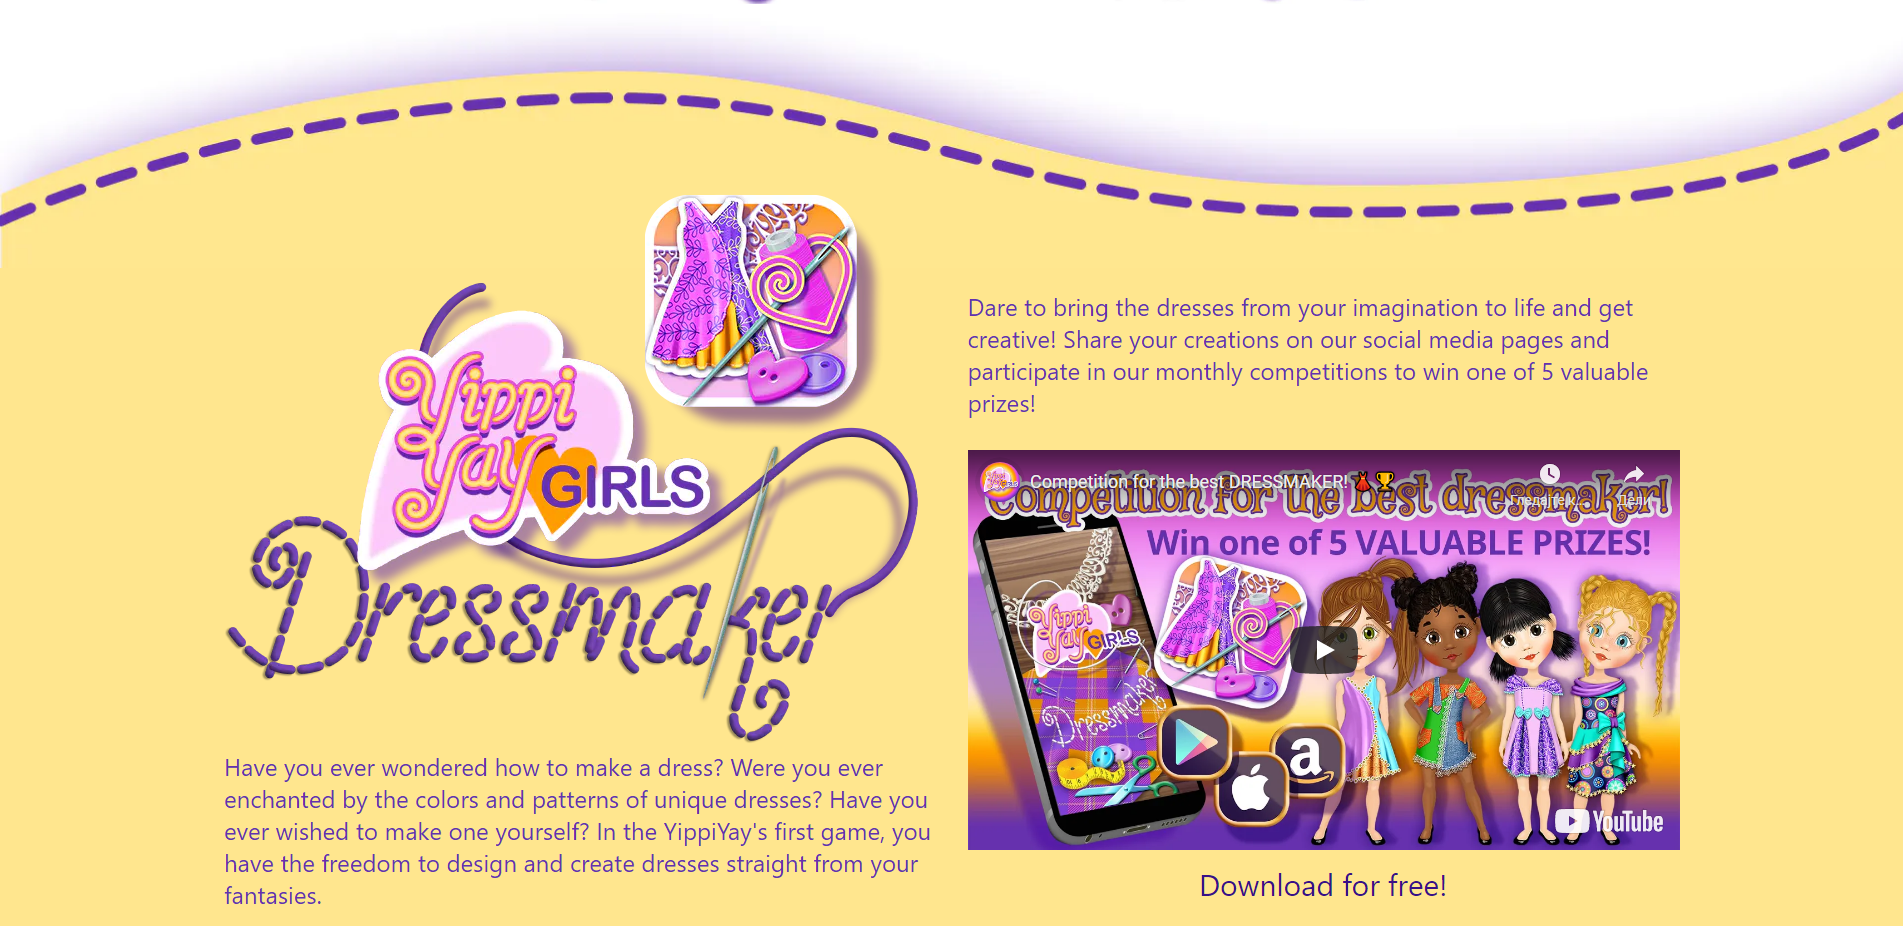 Yippi
Yay
GIRLS
Dressmaker
Have you ever wondered how to make a dress? Were you ever
enchanted by the colors and patterns of unique dresses? Have you
ever wished to make one yourself? In the YippiYay's first game, you
have the freedom to design and create dresses straight from your
fantasies.
Dare to bring the dresses from your imagination to life and get
creative! Share your creations on our social media pages and
participate in our monthly competitions to win one of 5 valuable
prizes!
Competition for the best DRESSMAKER!
Competition for the best dressmaker!
Win one of 5 VALUABLE PRIZES!
Yippi
Yay
GIRLS
Dressmaker
a
YouTube
Download for free!